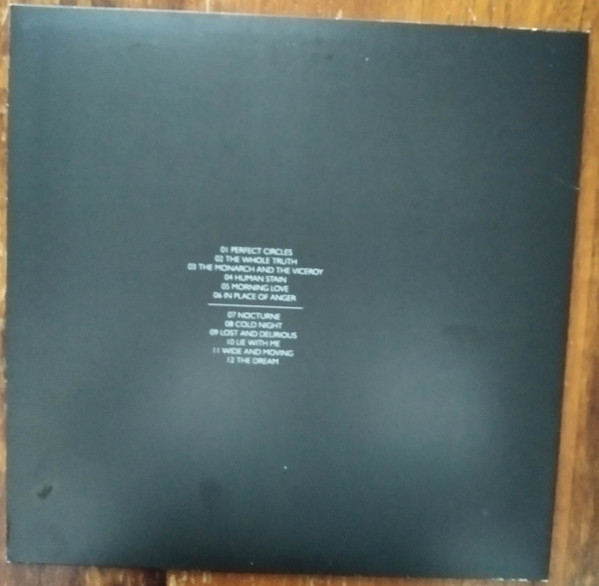 01 PERFECT CIRCLES
02 THE WHOLE TRUTH
03 THE MONARCH AND THE VICEROY
04 HUMAN STAIN
05 MORNING LOVE
06 IN PLACE OF ANGER
07 NOCTURNE
08 COLD NIGHT
09 LOST AND DELIRIOUS
10 LIE WITH ME
11 WIDE AND MOVING
12 THE DREAM